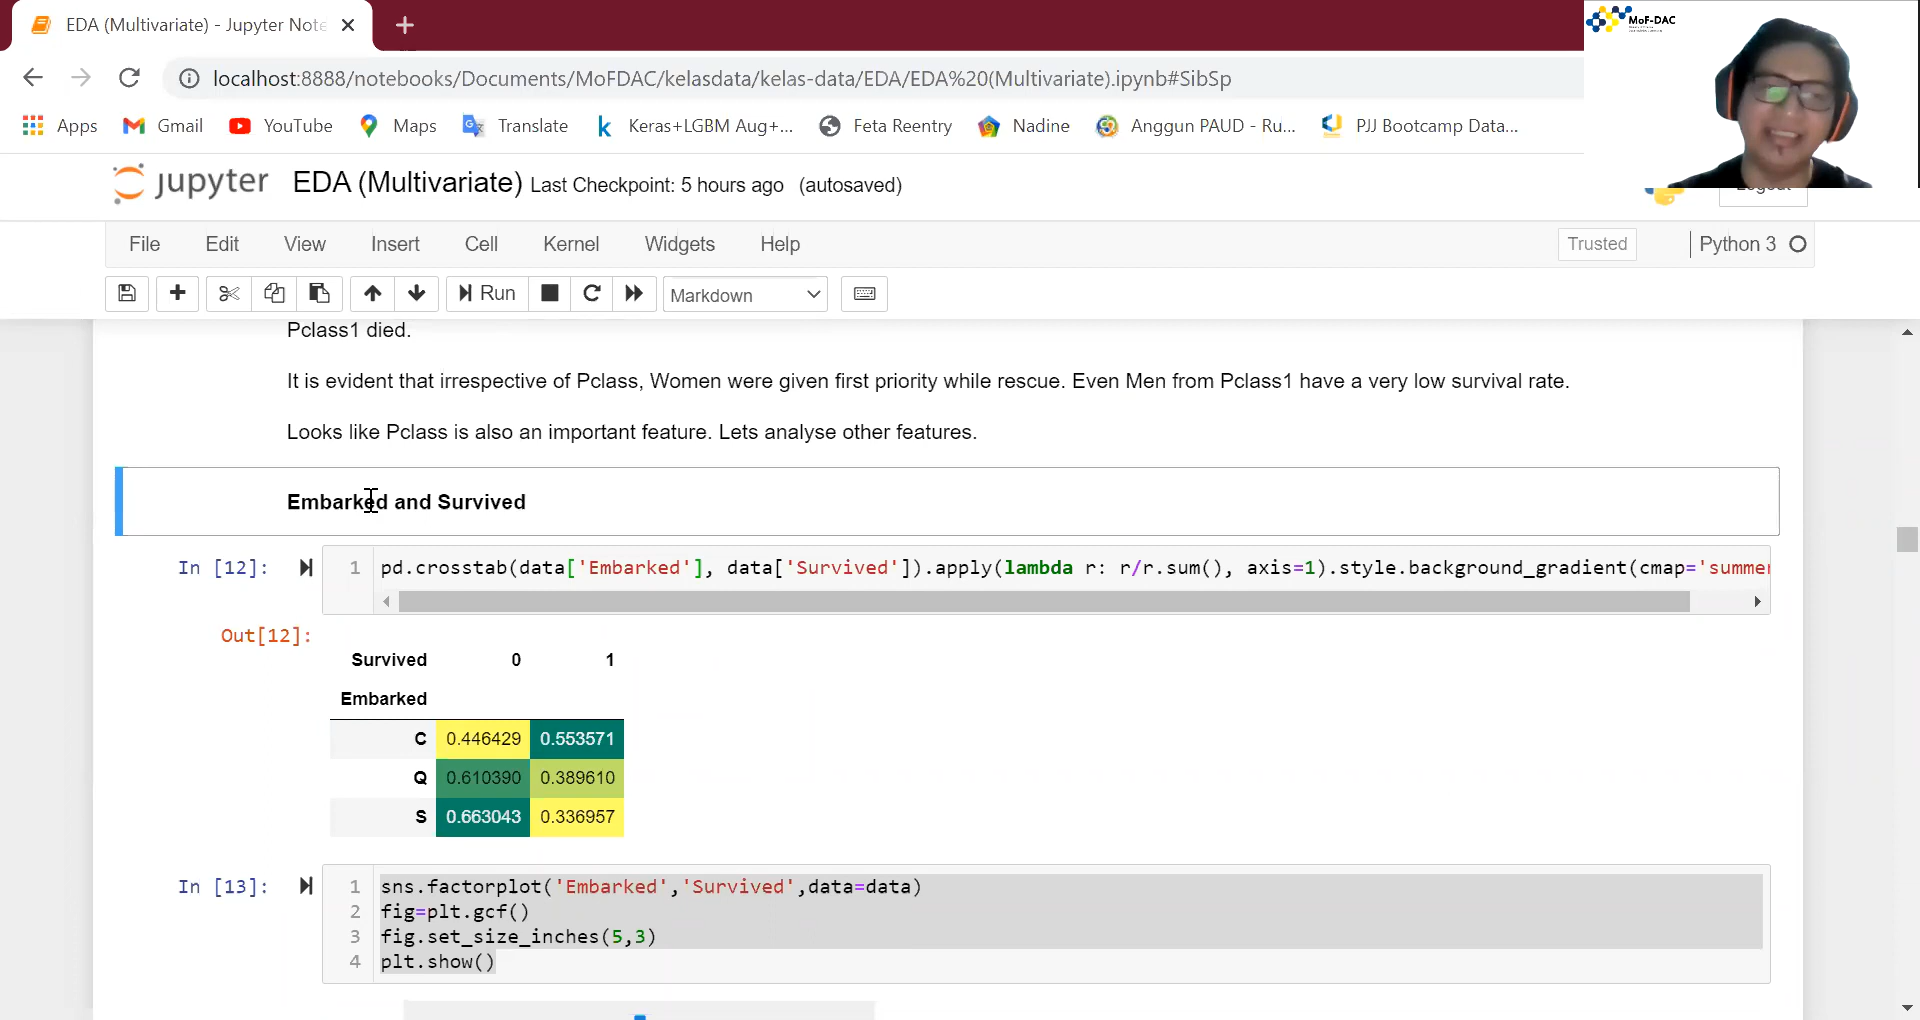 EDA (Multivariate) - Jupyter Note
MoF-DAC
localhost:8888/notebooks/Documents/MoFDAC/kelasdata/kelas-data/EDA/EDA%20(Multivariate).ipynb#SibSp
Apps Gmail YouTube Maps Translate Keras+LGBM Aug+... Feta Reentry Nadine Anggun PAUD - Ru... PJJ Bootcamp Data...
jupyter EDA (Multivariate) Last Checkpoint: 5 hours ago (autosaved)
Logout
File Edit View Insert Cell Kernel Widgets Help Trusted Python 3
Run Markdown
Pclass1 died.
It is evident that irrespective of Pclass, Women were given first priority while rescue. Even Men from Pclass1 have a very low survival rate.
Looks like Pclass is also an important feature. Lets analyse other features.
Embarked and Survived
In [12]: 1 pd.crosstab(data['Embarked'], data['Survived']).apply(lambda r: r/r.sum(), axis=1).style.background_gradient(cmap='summer
Out[12]:
Survived 0 1
Embarked
C 0.446429 0.553571
Q 0.610390 0.389610
S 0.663043 0.336957
In [13]: 1 sns.factorplot('Embarked','Survived',data=data)
2 fig=plt.gcf()
3 fig.set_size_inches(5,3)
4 plt.show()